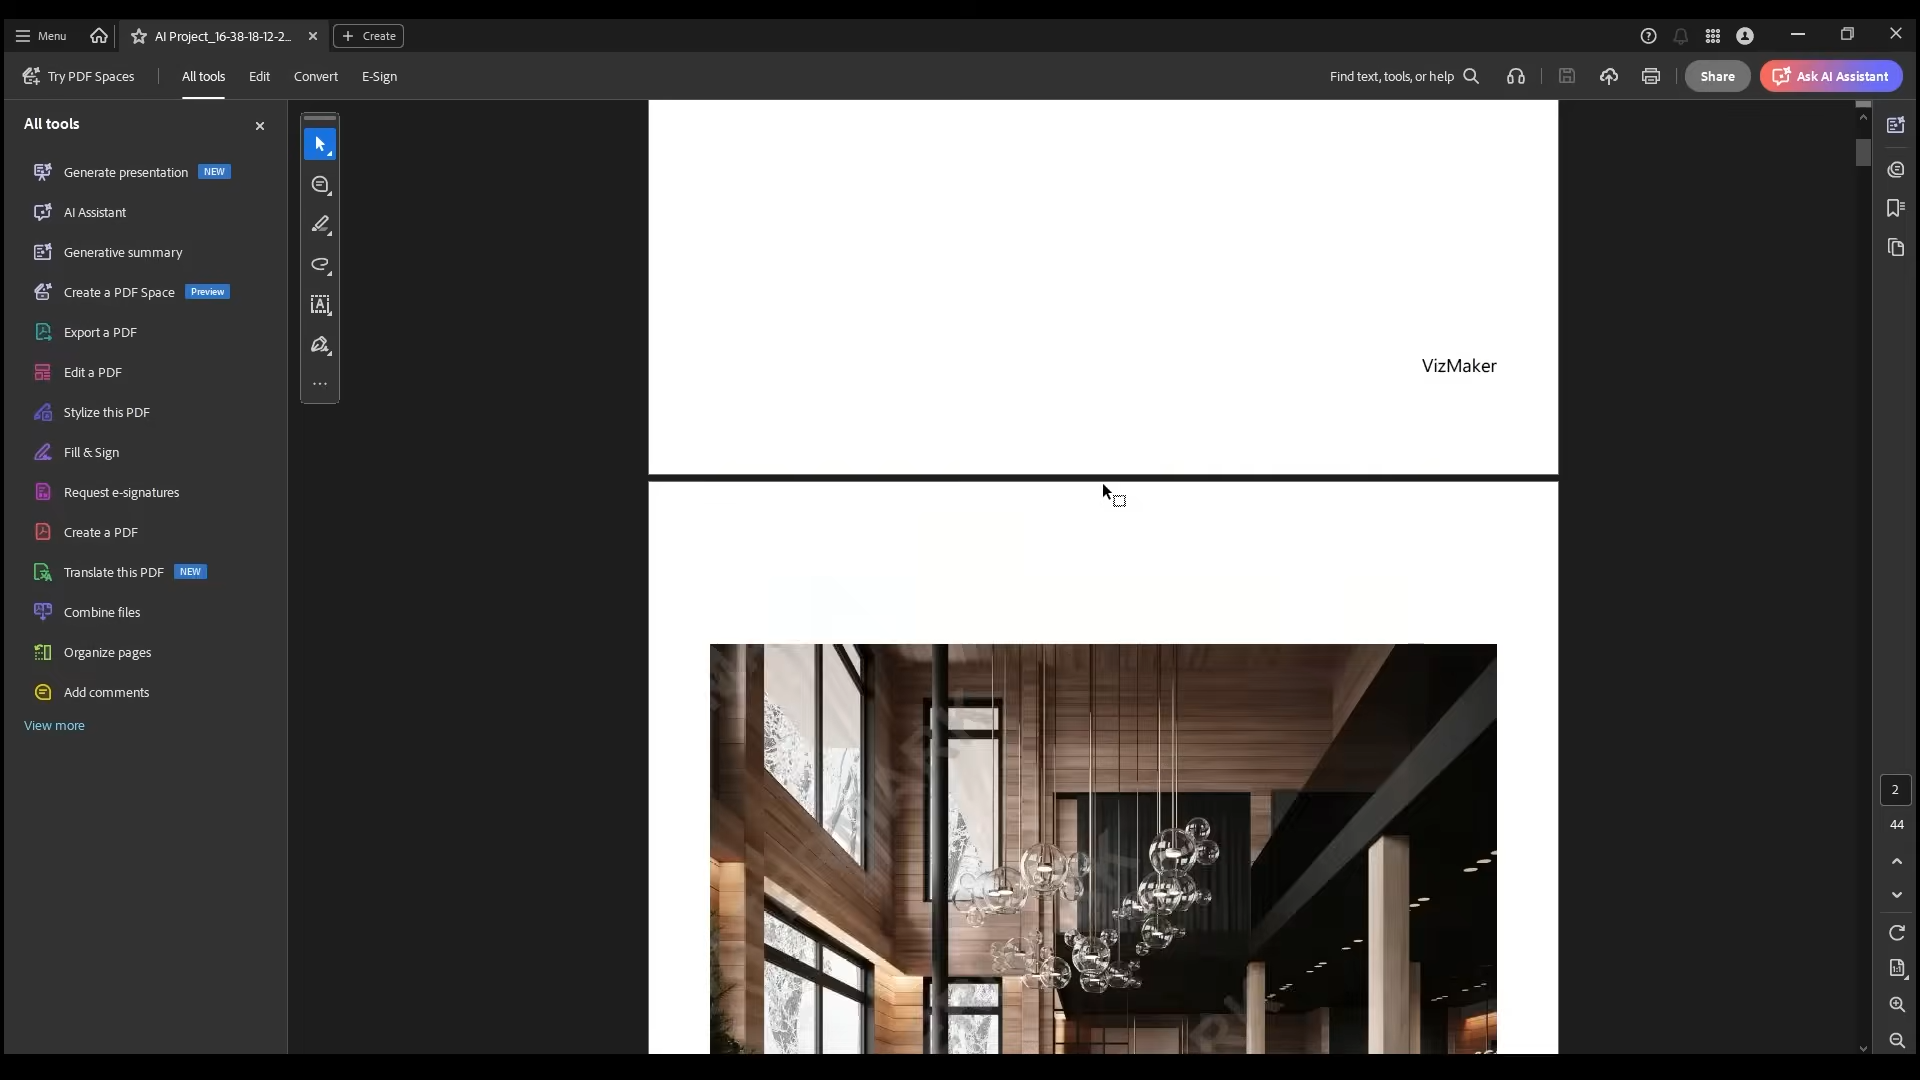 Menu
AI Project_16-38-18-12-2...
Create
Try PDF Spaces
All tools
Edit
Convert
E-Sign
Find text, tools, or help
Share
Ask AI Assistant
All tools
Generate presentation NEW
AI Assistant
Generative summary
Create a PDF Space Preview
Export a PDF
Edit a PDF
Stylize this PDF
Fill & Sign
Request e-signatures
Create a PDF
Translate this PDF NEW
Combine files
Organize pages
Add comments
View more
VizMaker
2
44